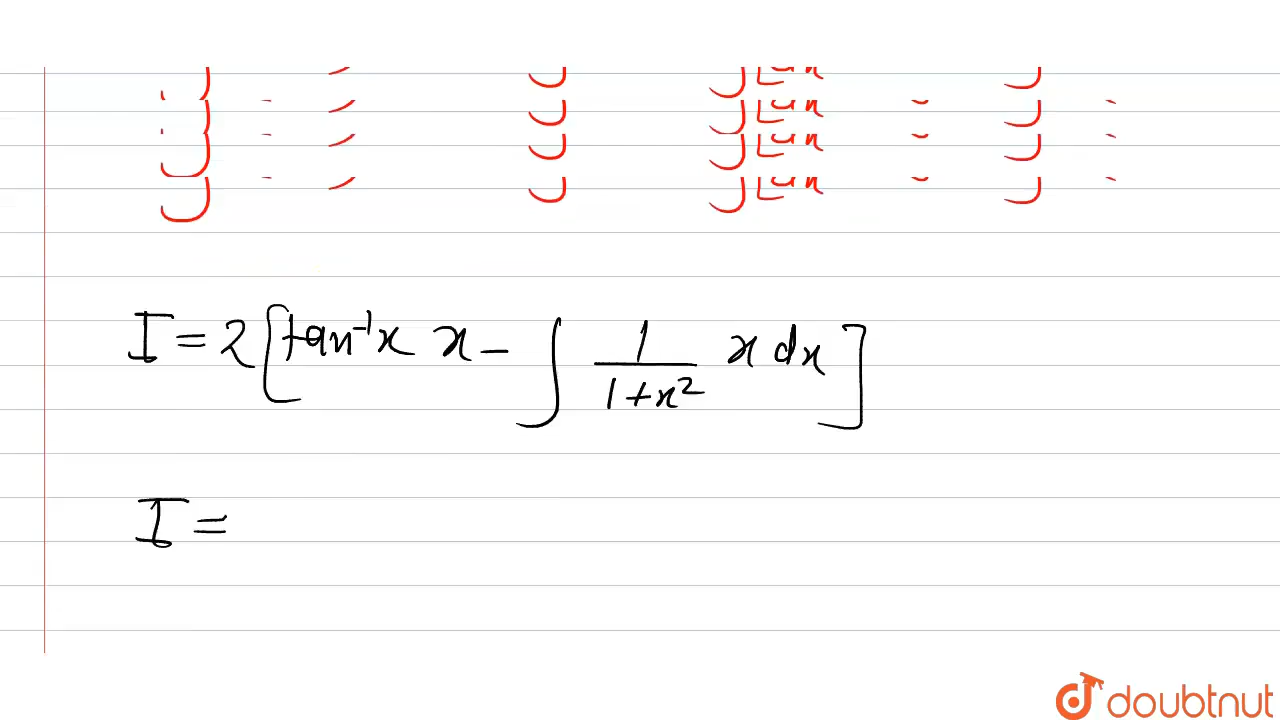 I = 2[tan⁻¹x x − ∫ 1/(1+x²) x dx]
I =
doubtnut